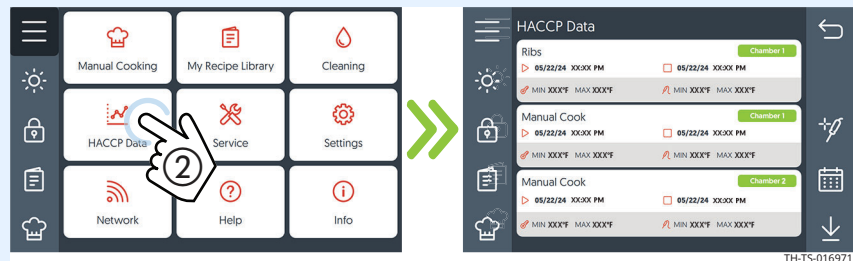 Manual Cooking
My Recipe Library
Cleaning
HACCP Data
Service
Settings
Network
Help
Info
2
HACCP Data
Ribs
Chamber 1
05/22/24 XX:XX PM
05/22/24 XX:XX PM
MIN XXX°F MAX XXX°F
MIN XXX°F MAX XXX°F
Manual Cook
Chamber 1
05/22/24 XX:XX PM
05/22/24 XX:XX PM
MIN XXX°F MAX XXX°F
MIN XXX°F MAX XXX°F
Manual Cook
Chamber 2
05/22/24 XX:XX PM
05/22/24 XX:XX PM
MIN XXX°F MAX XXX°F
MIN XXX°F MAX XXX°F
TH-TS-016971